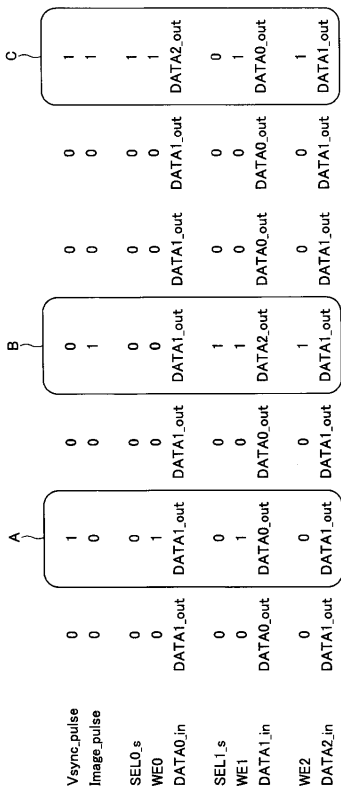 A B C
Vsync_pulse 0 1 0 0 0 0 1
Image_pulse 0 0 0 1 0 0 1
SEL0_s 0 0 0 0 0 0 1
WE0 0 1 0 0 0 0 1
DATA0_in DATA1_out DATA1_out DATA1_out DATA1_out DATA1_out DATA1_out DATA2_out
SEL1_s 0 0 0 1 0 0 0
WE1 0 1 0 1 0 0 1
DATA1_in DATA0_out DATA0_out DATA0_out DATA2_out DATA0_out DATA0_out DATA0_out
WE2 0 0 0 1 0 0 1
DATA2_in DATA1_out DATA1_out DATA1_out DATA1_out DATA1_out DATA1_out DATA1_out